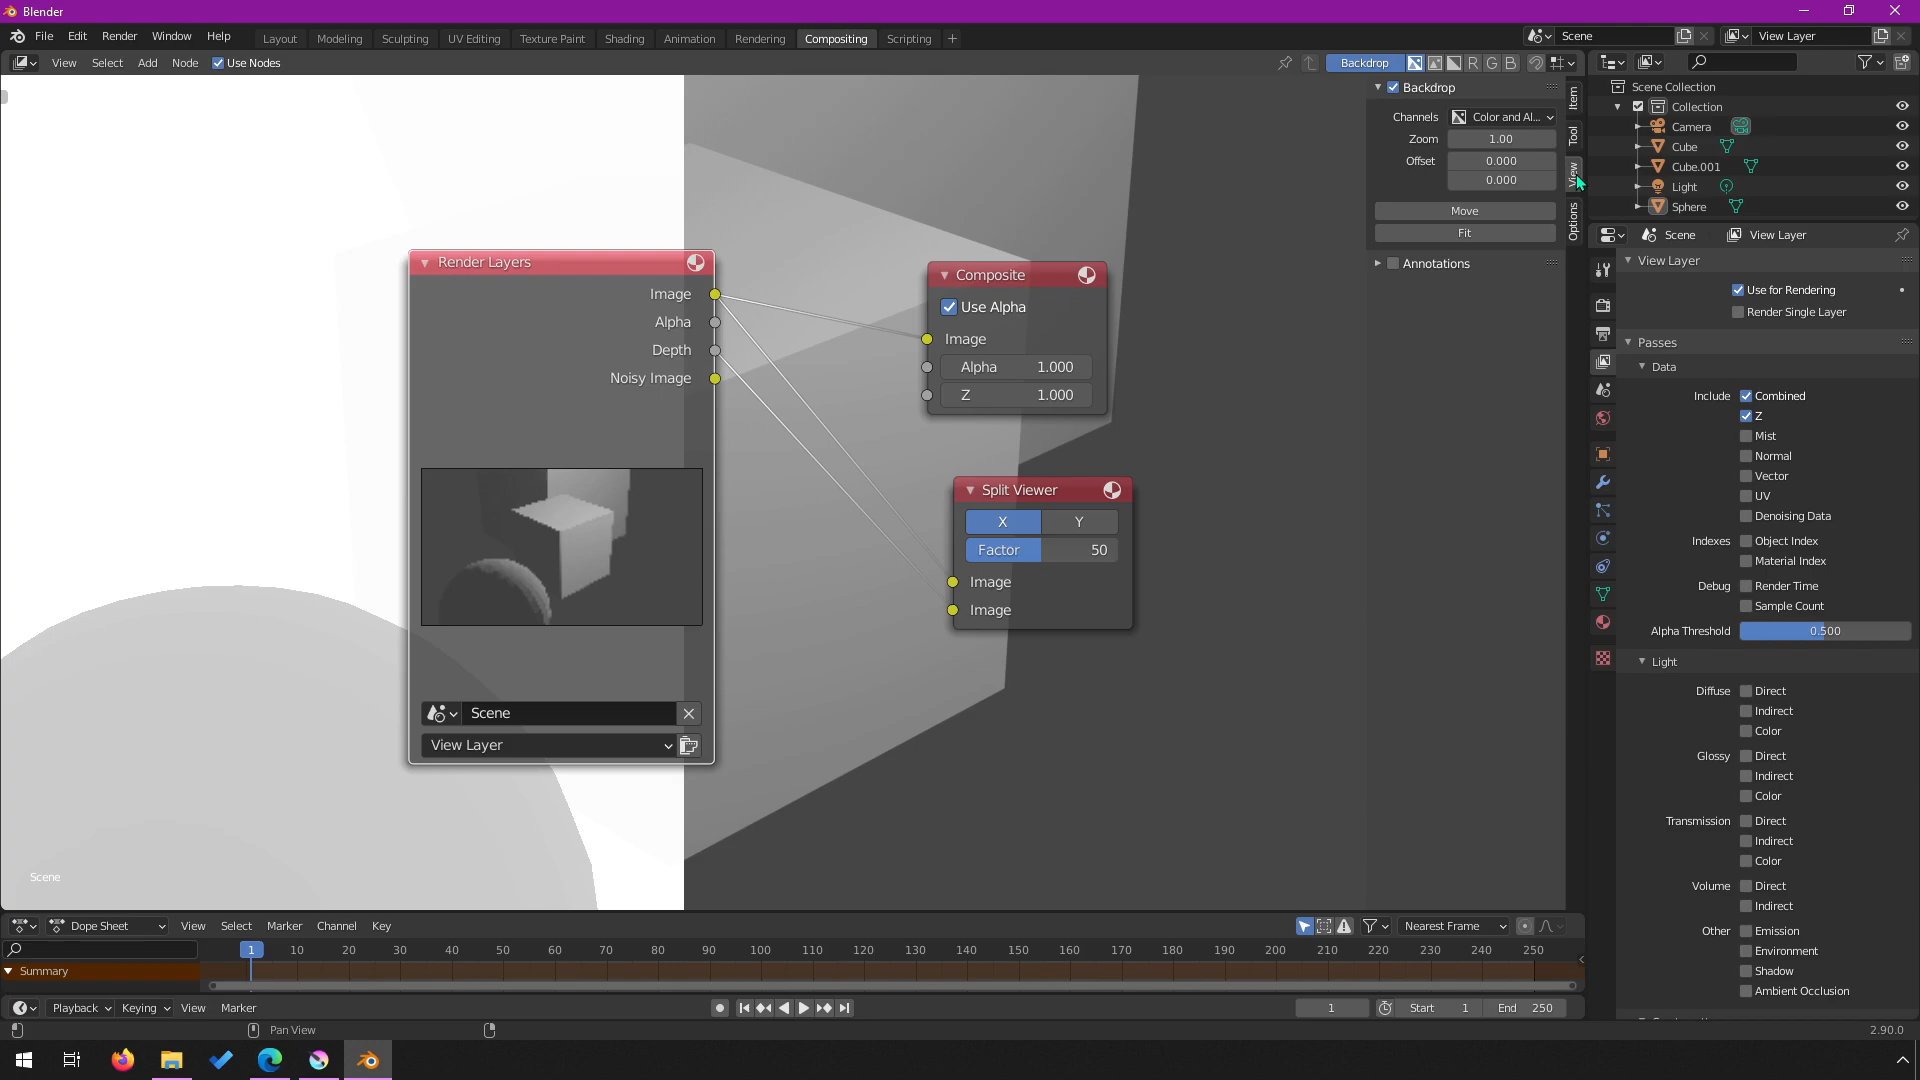 Blender
File Edit Render Window Help Layout Modeling Sculpting UV Editing Texture Paint Shading Animation Rendering Compositing Scripting Scene View Layer
View Select Add Node Use Nodes Backdrop R G B
Backdrop
Channels Color and Al...
Zoom 1.00
Offset 0.000
0.000
Move
Fit
Annotations
Item
Tool
View
Options
Scene Collection
Collection
Camera
Cube
Cube.001
Light
Sphere
Scene View Layer
View Layer
Use for Rendering
Render Single Layer
Passes
Data
Include Combined
Z
Mist
Normal
Vector
UV
Denoising Data
Indexes Object Index
Material Index
Debug Render Time
Sample Count
Alpha Threshold 0.500
Light
Diffuse Direct
Indirect
Color
Glossy Direct
Indirect
Color
Transmission Direct
Indirect
Color
Volume Direct
Indirect
Other Emission
Environment
Shadow
Ambient Occlusion
Render Layers
Image
Alpha
Depth
Noisy Image
Scene
View Layer
Composite
Use Alpha
Image
Alpha 1.000
Z 1.000
Split Viewer
X Y
Factor 50
Image
Image
Scene
Dope Sheet View Select Marker Channel Key Nearest Frame
1 10 20 30 40 50 60 70 80 90 100 110 120 130 140 150 160 170 180 190 200 210 220 230 240 250
Summary
Playback Keying View Marker 1 Start 1 End 250
Pan View 2.90.0